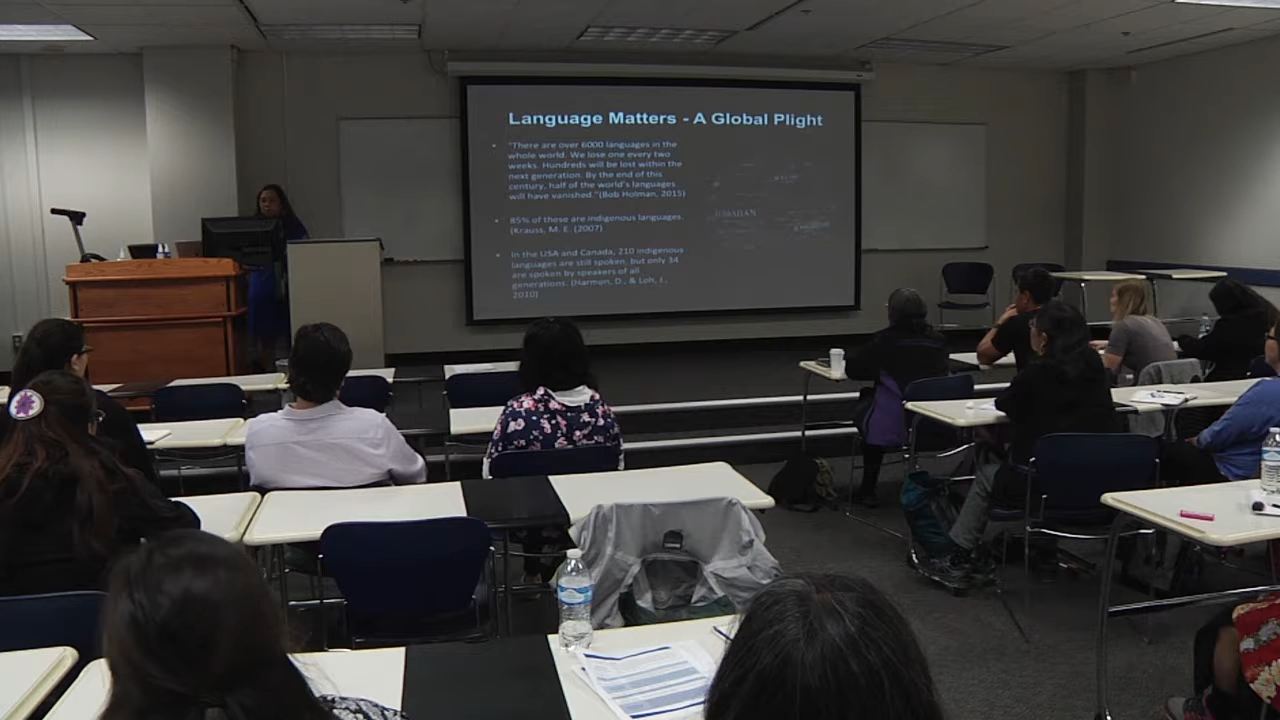 Language Matters - A Global Plight
• "There are over 6000 languages in the
whole world. We lose one every two
weeks. Hundreds will be lost within the
next generation. By the end of this
century, half of the world's languages
will have vanished."(Bob Holman, 2015)
• 85% of these are indigenous languages.
(Krauss, M. E. (2007)
• In the USA and Canada, 210 indigenous
languages are still spoken, but only 34
are spoken by speakers of all
generations. (Harmon, D., & Loh, J.,
2010)